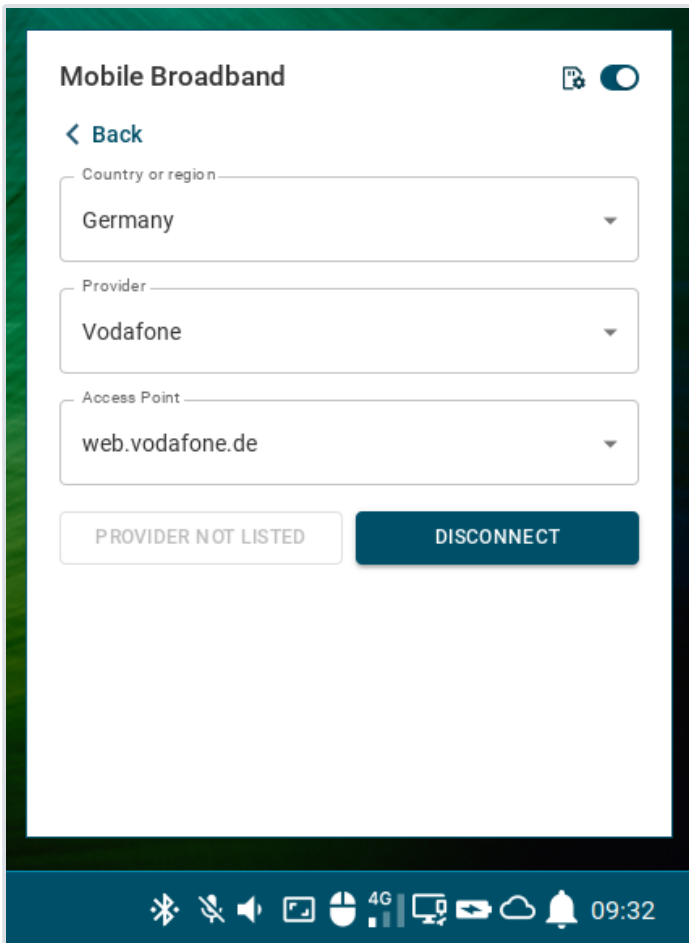 Mobile Broadband
Back
Country or region
Germany
Provider
Vodafone
Access Point
web.vodafone.de
PROVIDER NOT LISTED
DISCONNECT
4G
09:32